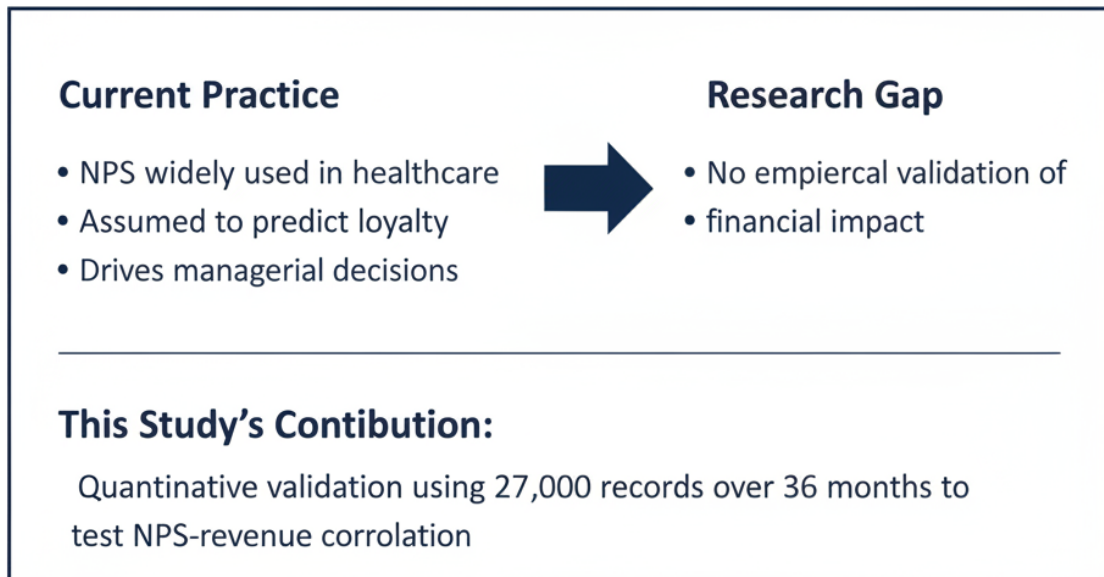 Current Practice
• NPS widely used in healthcare
• Assumed to predict loyalty
• Drives managerial decisions
Research Gap
• No empiercal validation of
• financial impact
This Study’s Contibution:
Quantinative validation using 27,000 records over 36 months to
test NPS-revenue corrolation